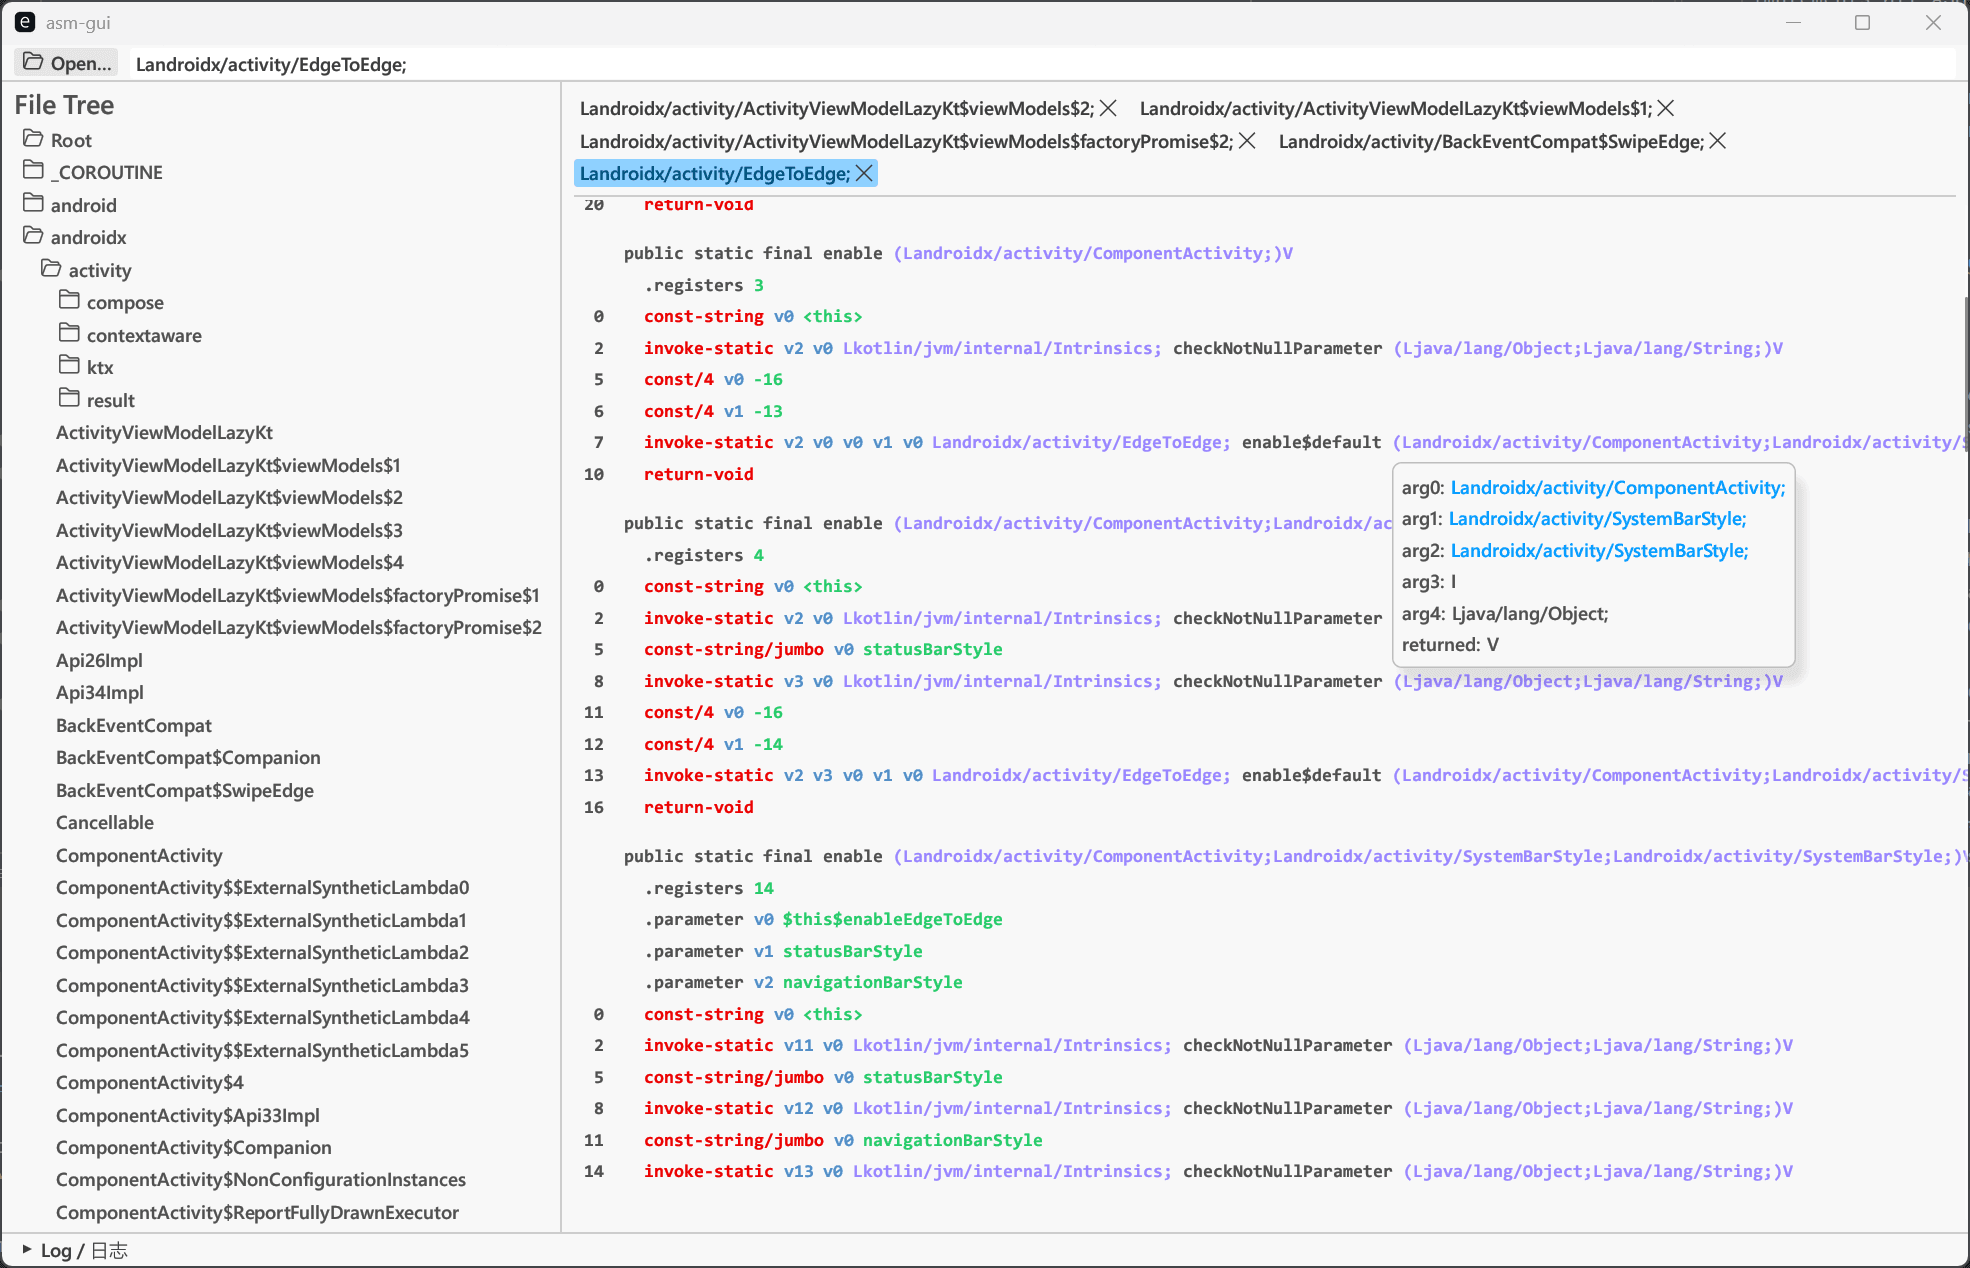 asm-gui
Open... Landroidx/activity/EdgeToEdge;
File Tree
Root
_COROUTINE
android
androidx
activity
compose
contextaware
ktx
result
ActivityViewModelLazyKt
ActivityViewModelLazyKt$viewModels$1
ActivityViewModelLazyKt$viewModels$2
ActivityViewModelLazyKt$viewModels$3
ActivityViewModelLazyKt$viewModels$4
ActivityViewModelLazyKt$viewModels$factoryPromise$1
ActivityViewModelLazyKt$viewModels$factoryPromise$2
Api26Impl
Api34Impl
BackEventCompat
BackEventCompat$Companion
BackEventCompat$SwipeEdge
Cancellable
ComponentActivity
ComponentActivity$$ExternalSyntheticLambda0
ComponentActivity$$ExternalSyntheticLambda1
ComponentActivity$$ExternalSyntheticLambda2
ComponentActivity$$ExternalSyntheticLambda3
ComponentActivity$$ExternalSyntheticLambda4
ComponentActivity$$ExternalSyntheticLambda5
ComponentActivity$4
ComponentActivity$Api33Impl
ComponentActivity$Companion
ComponentActivity$NonConfigurationInstances
ComponentActivity$ReportFullyDrawnExecutor
Landroidx/activity/ActivityViewModelLazyKt$viewModels$2; Landroidx/activity/ActivityViewModelLazyKt$viewModels$1;
Landroidx/activity/ActivityViewModelLazyKt$viewModels$factoryPromise$2; Landroidx/activity/BackEventCompat$SwipeEdge;
Landroidx/activity/EdgeToEdge;
20 return-void
public static final enable (Landroidx/activity/ComponentActivity;)V
.registers 3
0 const-string v0 <this>
2 invoke-static v2 v0 Lkotlin/jvm/internal/Intrinsics; checkNotNullParameter (Ljava/lang/Object;Ljava/lang/String;)V
5 const/4 v0 -16
6 const/4 v1 -13
7 invoke-static v2 v0 v0 v1 v0 Landroidx/activity/EdgeToEdge; enable$default (Landroidx/activity/ComponentActivity;Landroidx/activity/
10 return-void
public static final enable (Landroidx/activity/ComponentActivity;Landroidx/ac
.registers 4
0 const-string v0 <this>
2 invoke-static v2 v0 Lkotlin/jvm/internal/Intrinsics; checkNotNullParameter
5 const-string/jumbo v0 statusBarStyle
8 invoke-static v3 v0 Lkotlin/jvm/internal/Intrinsics; checkNotNullParameter (Ljava/lang/Object;Ljava/lang/String;)V
11 const/4 v0 -16
12 const/4 v1 -14
13 invoke-static v2 v3 v0 v1 v0 Landroidx/activity/EdgeToEdge; enable$default (Landroidx/activity/ComponentActivity;Landroidx/activity/
16 return-void
public static final enable (Landroidx/activity/ComponentActivity;Landroidx/activity/SystemBarStyle;Landroidx/activity/SystemBarStyle;)V
.registers 14
.parameter v0 $this$enableEdgeToEdge
.parameter v1 statusBarStyle
.parameter v2 navigationBarStyle
0 const-string v0 <this>
2 invoke-static v11 v0 Lkotlin/jvm/internal/Intrinsics; checkNotNullParameter (Ljava/lang/Object;Ljava/lang/String;)V
5 const-string/jumbo v0 statusBarStyle
8 invoke-static v12 v0 Lkotlin/jvm/internal/Intrinsics; checkNotNullParameter (Ljava/lang/Object;Ljava/lang/String;)V
11 const-string/jumbo v0 navigationBarStyle
14 invoke-static v13 v0 Lkotlin/jvm/internal/Intrinsics; checkNotNullParameter (Ljava/lang/Object;Ljava/lang/String;)V
arg0: Landroidx/activity/ComponentActivity;
arg1: Landroidx/activity/SystemBarStyle;
arg2: Landroidx/activity/SystemBarStyle;
arg3: I
arg4: Ljava/lang/Object;
returned: V
Log / 日志